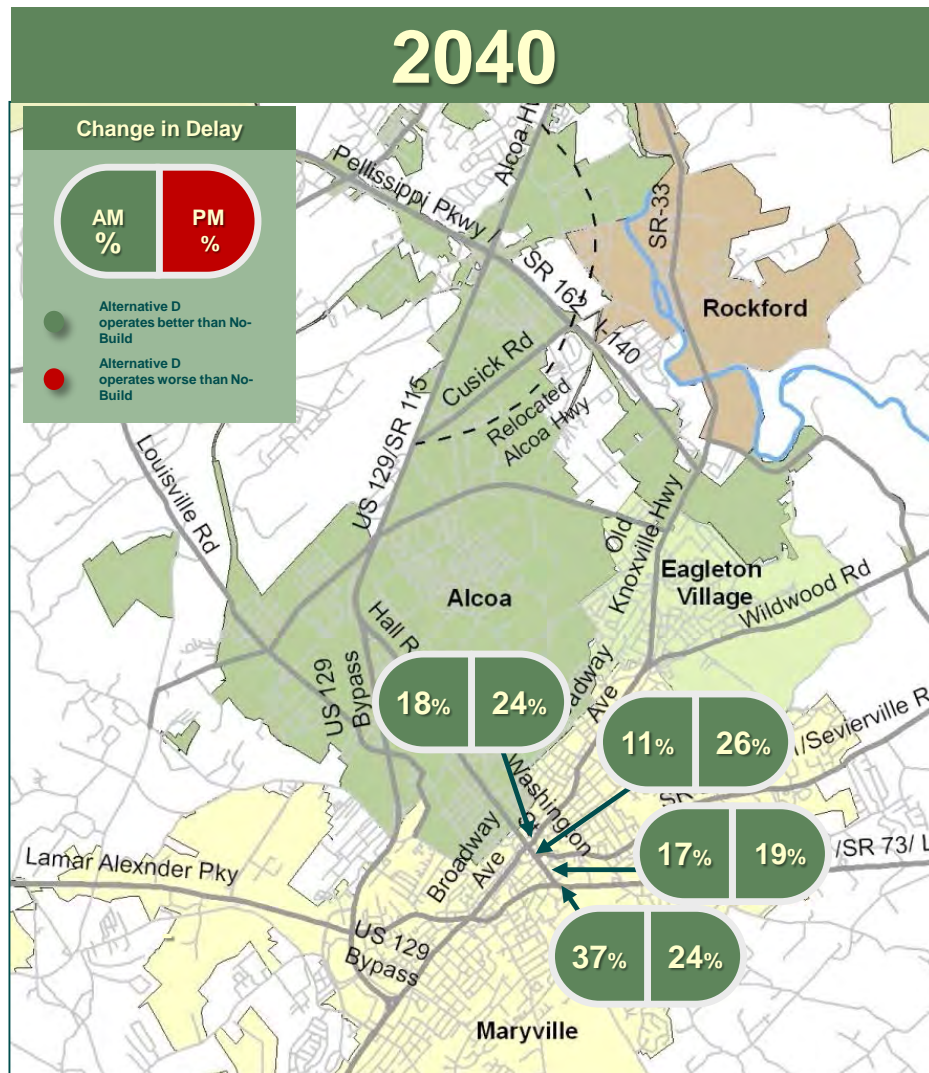 2040
Change in Delay
AM
%
PM
%
Alternative D
operates better than No-
Build
Alternative D
operates worse than No-
Build
Pellissippi Pkwy /
SR 162 / I-140
SR-33
Rockford
Cusick Rd
Relocated
Alcoa Hwy
US 129/SR 115
Louisville Rd
Old
Knoxville Hwy
Eagleton
Village
Wildwood Rd
Alcoa
US 129
Bypass
Ave
18%
24%
11%
26%
/Sevierville R
Washington
17%
19%
/SR 73/ L
Lamar Alexnder Pky
Broadway
Ave
US 129
Bypass
37%
24%
Maryville